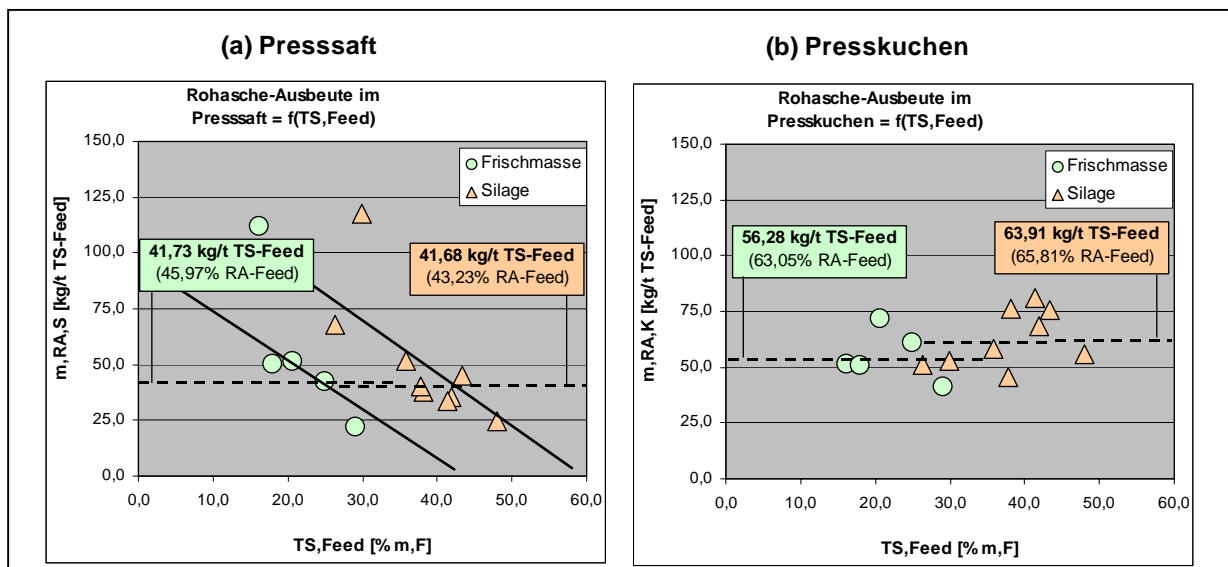 (a) Presssaft
Rohasche-Ausbeute im
Presssaft = f(TS,Feed)
m,RA,S [kg/t TS-Feed]
150,0
125,0
100,0
75,0
50,0
25,0
0,0
Frischmasse
Silage
41,73 kg/t TS-Feed
(45,97% RA-Feed)
41,68 kg/t TS-Feed
(43,23% RA-Feed)
0,0 10,0 20,0 30,0 40,0 50,0 60,0
TS,Feed [% m,F]
(b) Presskuchen
Rohasche-Ausbeute im
Presskuchen = f(TS,Feed)
m,RA,K [kg/t TS-Feed]
150,0
125,0
100,0
75,0
50,0
25,0
0,0
Frischmasse
Silage
56,28 kg/t TS-Feed
(63,05% RA-Feed)
63,91 kg/t TS-Feed
(65,81% RA-Feed)
0,0 10,0 20,0 30,0 40,0 50,0 60,0
TS,Feed [% m,F]